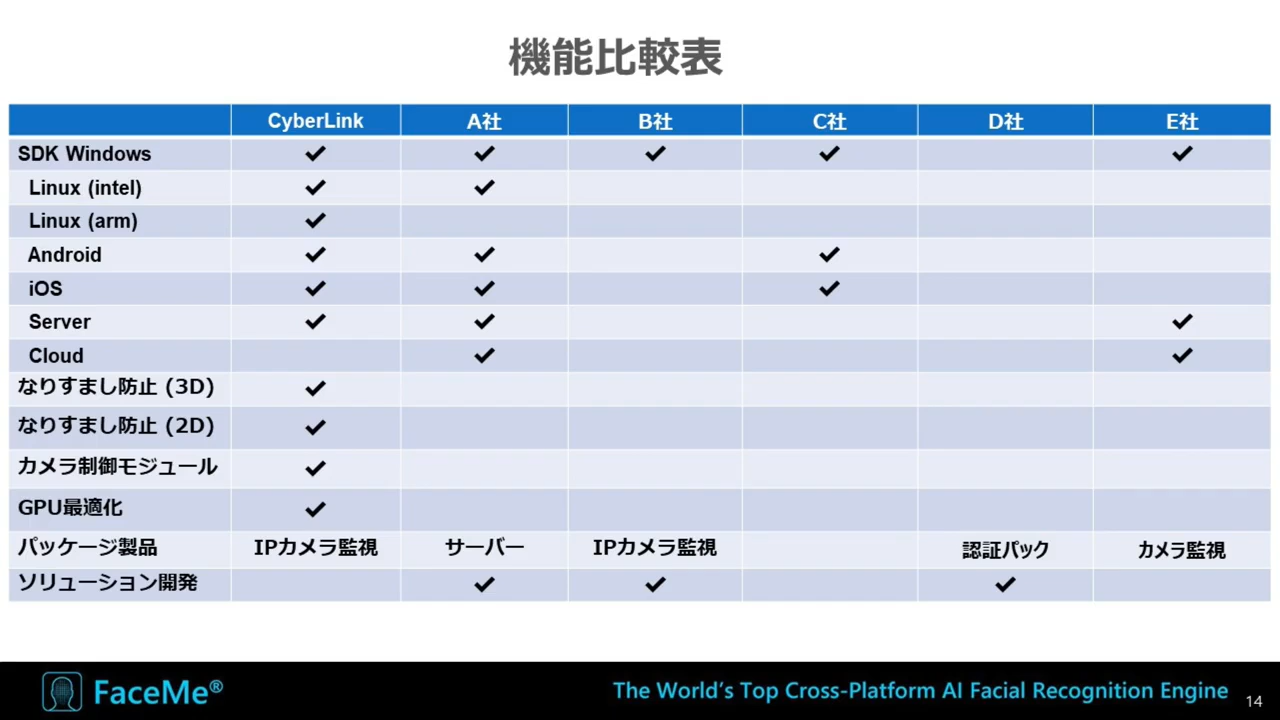 機能比較表
CyberLink A社 B社 C社 D社 E社
SDK Windows ✓ ✓ ✓ ✓ ✓
Linux (intel) ✓ ✓
Linux (arm) ✓
Android ✓ ✓ ✓
iOS ✓ ✓ ✓
Server ✓ ✓ ✓
Cloud ✓ ✓
なりすまし防止 (3D) ✓
なりすまし防止 (2D) ✓
カメラ制御モジュール ✓
GPU最適化 ✓
パッケージ製品 IPカメラ監視 サーバー IPカメラ監視 認証パック カメラ監視
ソリューション開発 ✓ ✓ ✓
FaceMe® The World's Top Cross-Platform AI Facial Recognition Engine 14